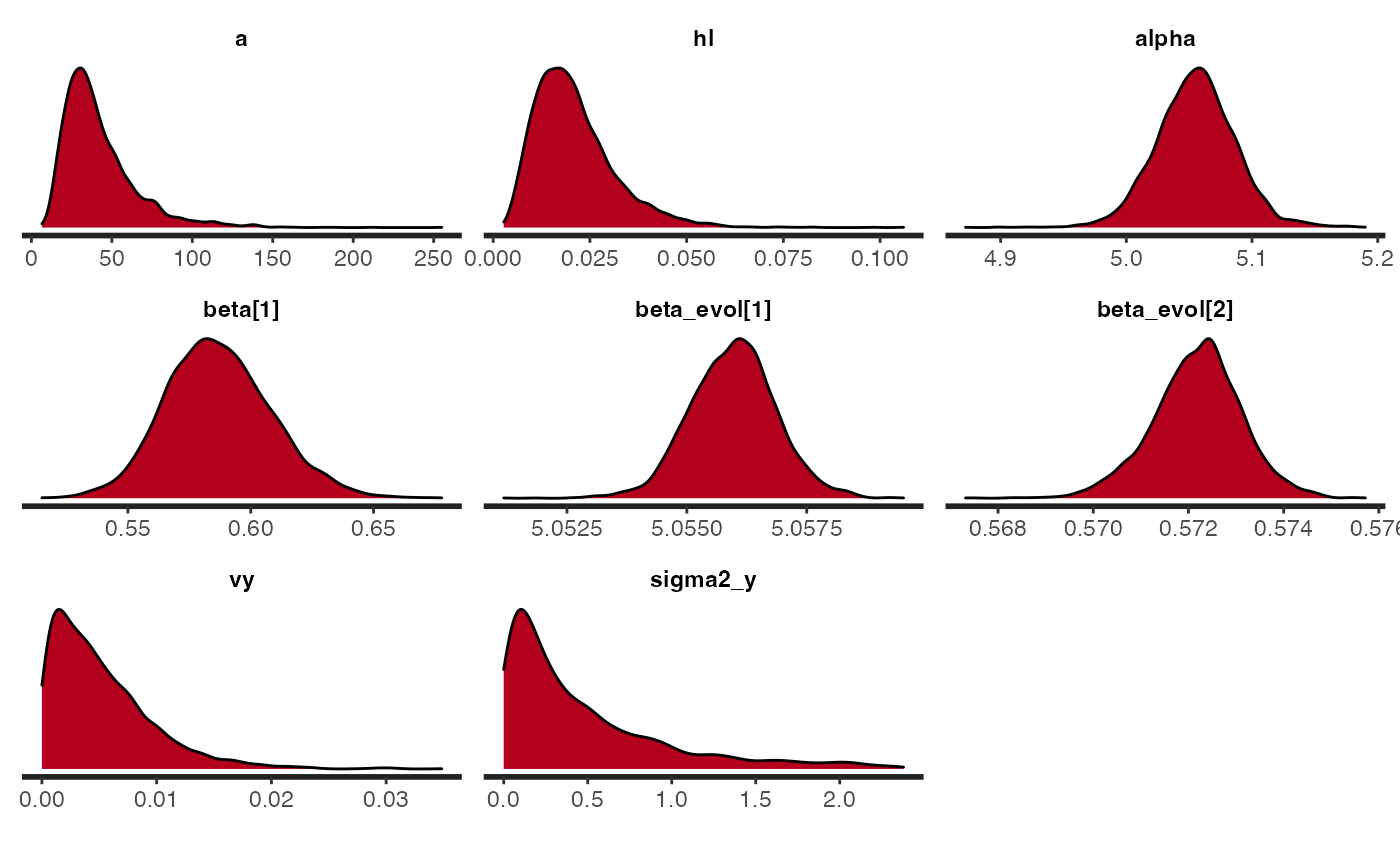 a hl alpha
0 50 100 150 200 250 0.000 0.025 0.050 0.075 0.100 4.9 5.0 5.1 5.2
beta[1] beta_evol[1] beta_evol[2]
0.55 0.60 0.65 5.0525 5.0550 5.0575 0.568 0.570 0.572 0.574 0.576
vy sigma2_y
0.00 0.01 0.02 0.03 0.0 0.5 1.0 1.5 2.0